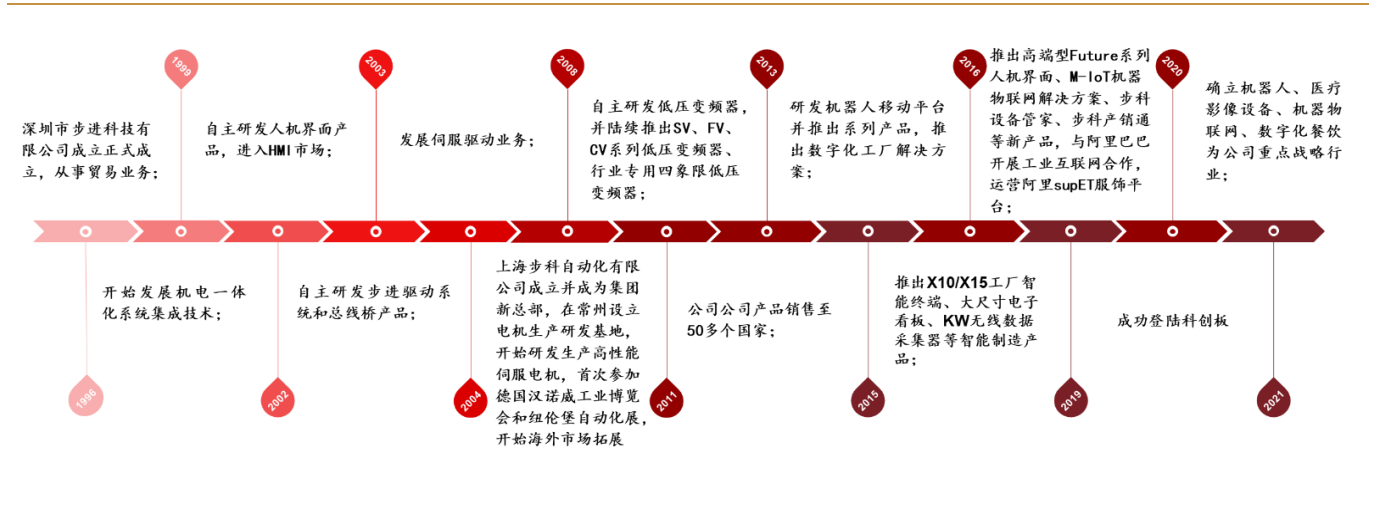 1999
2003
2008
2013
2016
2020
深圳市步进科技有
限公司成立正式成
立，从事贸易业务；
自主研发人机界面产
品，进入HMI市场；
发展伺服驱动业务；
自主研发低压变频器，
并陆续推出SV、FV、
CV系列低压变频器、
行业专用四象限低压
变频器；
研发机器人移动平台
并推出系列产品，推
出数字化工厂解决方
案；
推出高端型Future系列
人机界面、M-IoT机器
物联网解决方案、步科
设备管家、步科产销通
等新产品，与阿里巴巴
开展工业互联网合作，
运营阿里supET服饰平
台；
确立机器人、医疗
影像设备、机器物
联网、数字化餐饮
为公司重点战略行
业；
开始发展机电一体
化系统集成技术；
自主研发步进驱动系
统和总线桥产品；
上海步科自动化有限
公司成立并成为集团
新总部，在常州设立
电机生产研发基地，
开始研发生产高性能
伺服电机，首次参加
德国汉诺威工业博览
会和纽伦堡自动化展，
开始海外市场拓展
公司公司产品销售至
50多个国家；
推出X10/X15工厂智
能终端、大尺寸电子
看板、KW无线数据
采集器等智能制造产
品；
成功登陆科创板
1996
2002
2004
2011
2015
2019
2021